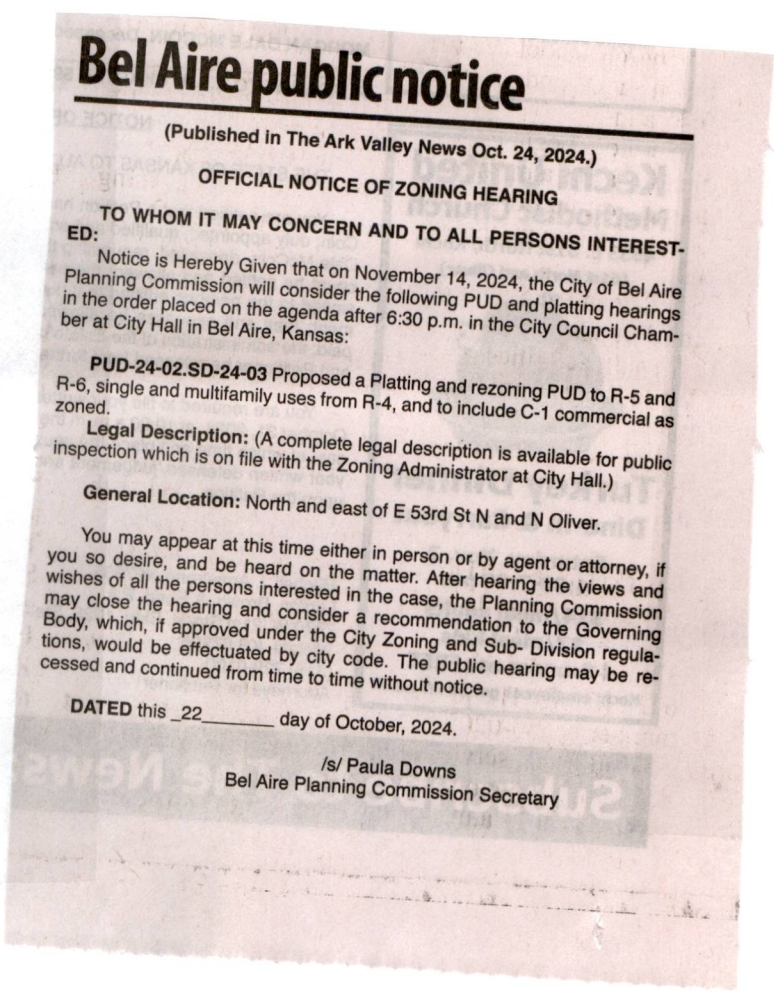 Bel Aire public notice
(Published in The Ark Valley News Oct. 24, 2024.)
OFFICIAL NOTICE OF ZONING HEARING
TO WHOM IT MAY CONCERN AND TO ALL PERSONS INTEREST-
ED:
Notice is Hereby Given that on November 14, 2024, the City of Bel Aire
Planning Commission will consider the following PUD and platting hearings
in the order placed on the agenda after 6:30 p.m. in the City Council Cham-
ber at City Hall in Bel Aire, Kansas:
PUD-24-02.SD-24-03 Proposed a Platting and rezoning PUD to R-5 and
R-6, single and multifamily uses from R-4, and to include C-1 commercial as
zoned.
Legal Description: (A complete legal description is available for public
inspection which is on file with the Zoning Administrator at City Hall.)
General Location: North and east of E 53rd St N and N Oliver.
You may appear at this time either in person or by agent or attorney, if
you so desire, and be heard on the matter. After hearing the views and
wishes of all the persons interested in the case, the Planning Commission
may close the hearing and consider a recommendation to the Governing
Body, which, if approved under the City Zoning and Sub- Division regula-
tions, would be effectuated by city code. The public hearing may be re-
cessed and continued from time to time without notice.
DATED this _22_______ day of October, 2024.
/s/ Paula Downs
Bel Aire Planning Commission Secretary